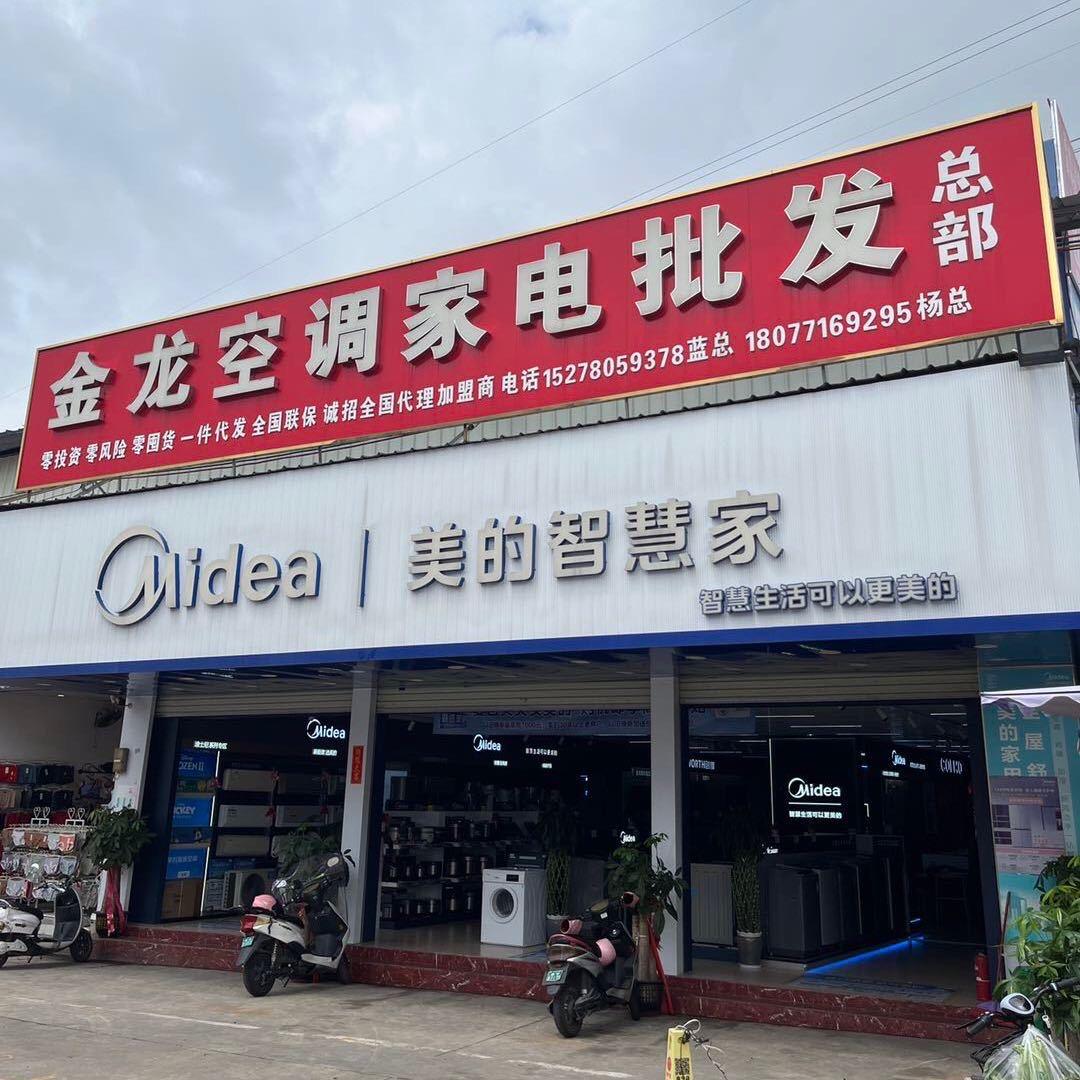 金龙空调家电批发总部
零投资 零风险 零囤货 一件代发 全国联保 诚招全国代理加盟商 电话15278059378蓝总 18077169295杨总
Midea | 美的智慧家
智慧生活可以更美的
Midea
Midea
Midea
智慧生活可以更美的
COLMO
Midea